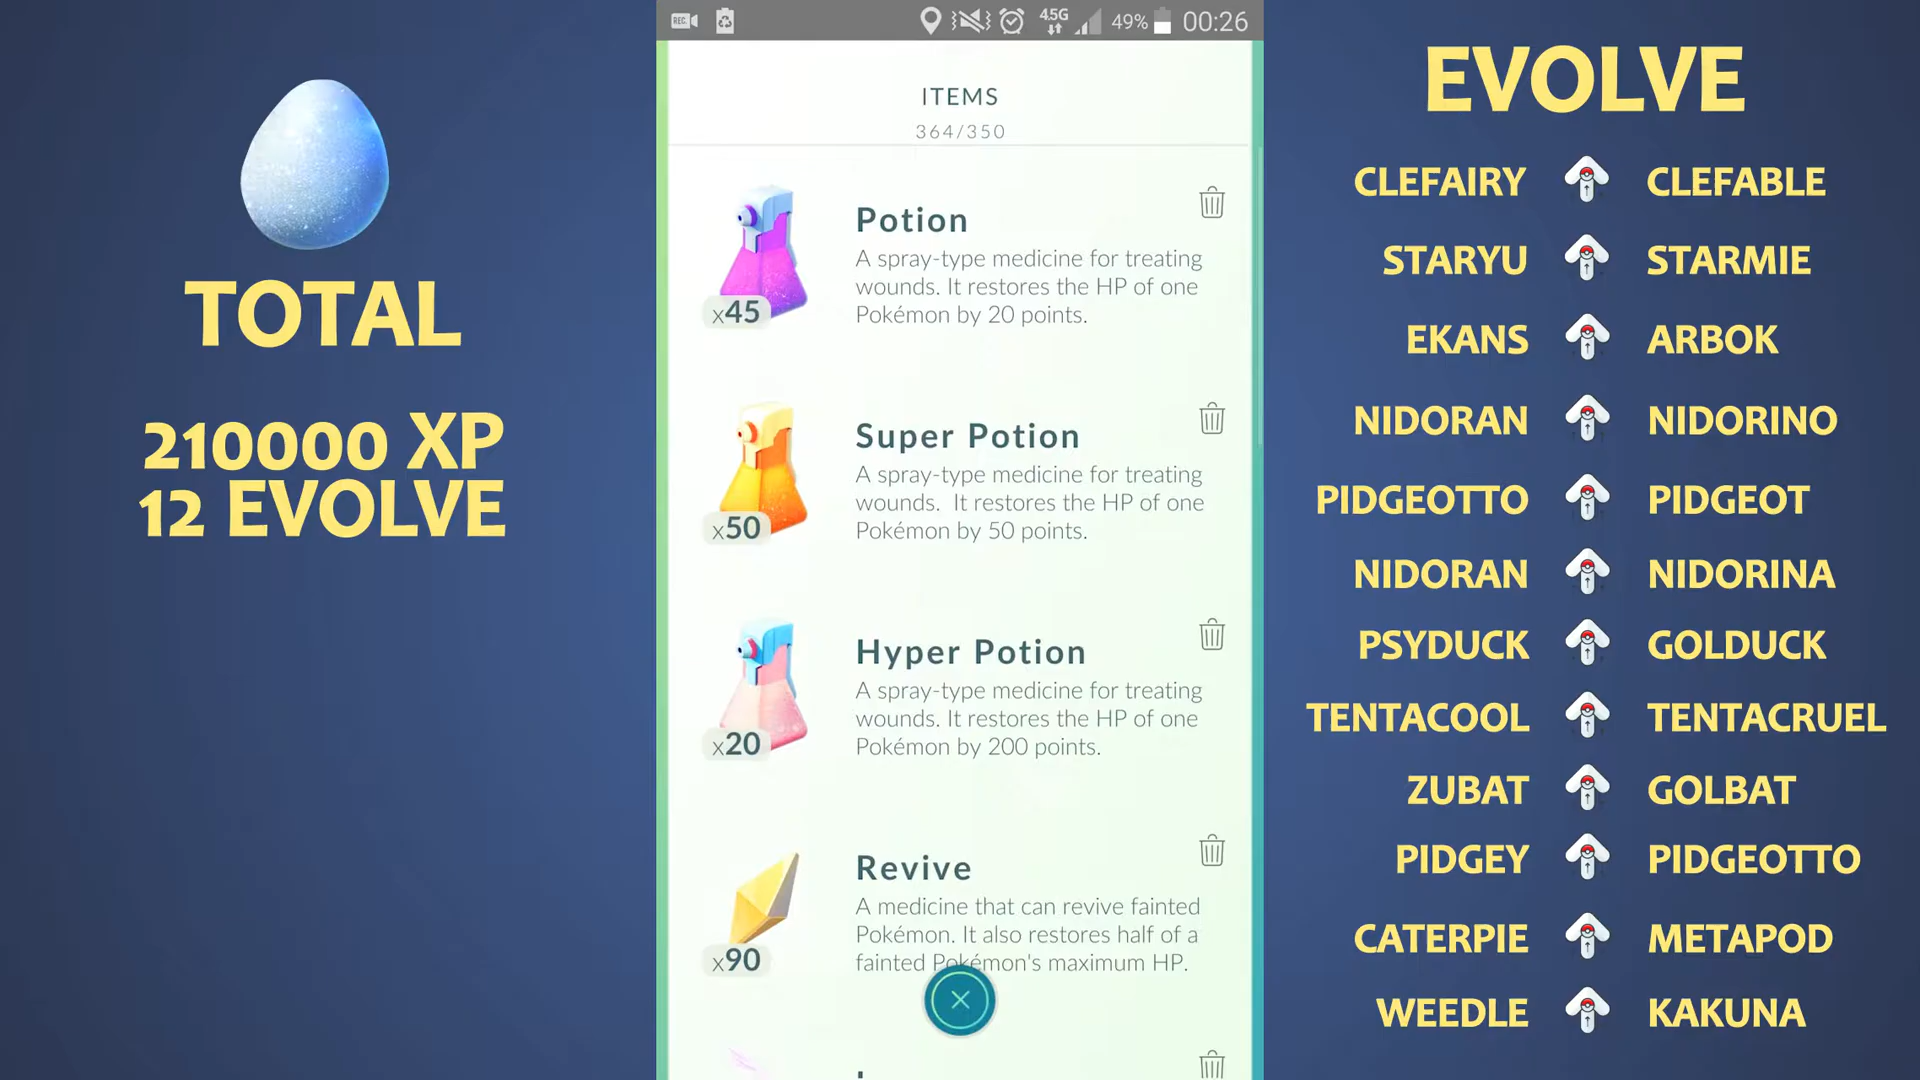 REC
4.5G 49% 00:26
TOTAL
210000 XP
12 EVOLVE
ITEMS
364/350
Potion
A spray-type medicine for treating
wounds. It restores the HP of one
Pokémon by 20 points.
x45
Super Potion
A spray-type medicine for treating
wounds. It restores the HP of one
Pokémon by 50 points.
x50
Hyper Potion
A spray-type medicine for treating
wounds. It restores the HP of one
Pokémon by 200 points.
x20
Revive
A medicine that can revive fainted
Pokémon. It also restores half of a
fainted Pokémon's maximum HP.
x90
EVOLVE
CLEFAIRY CLEFABLE
STARYU STARMIE
EKANS ARBOK
NIDORAN NIDORINO
PIDGEOTTO PIDGEOT
NIDORAN NIDORINA
PSYDUCK GOLDUCK
TENTACOOL TENTACRUEL
ZUBAT GOLBAT
PIDGEY PIDGEOTTO
CATERPIE METAPOD
WEEDLE KAKUNA